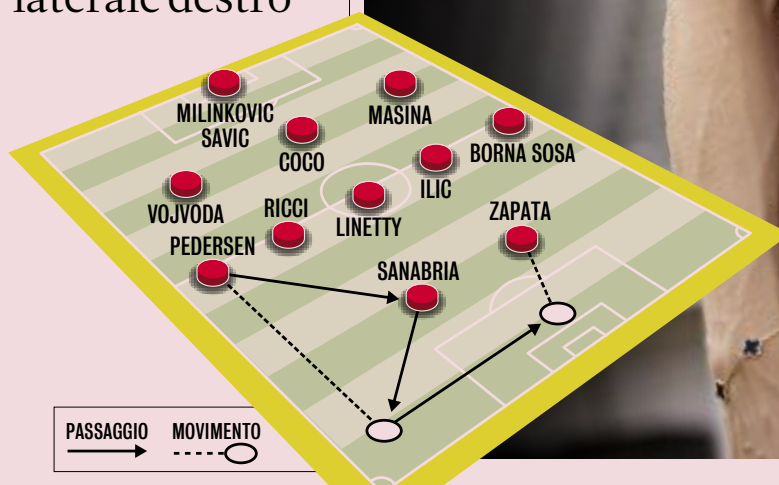 laterale destro
MILINKOVIC
SAVIC
MASINA
COCO
BORNA SOSA
ILIC
VOJVODA
RICCI
LINETTY
ZAPATA
PEDERSEN
SANABRIA
PASSAGGIO
MOVIMENTO